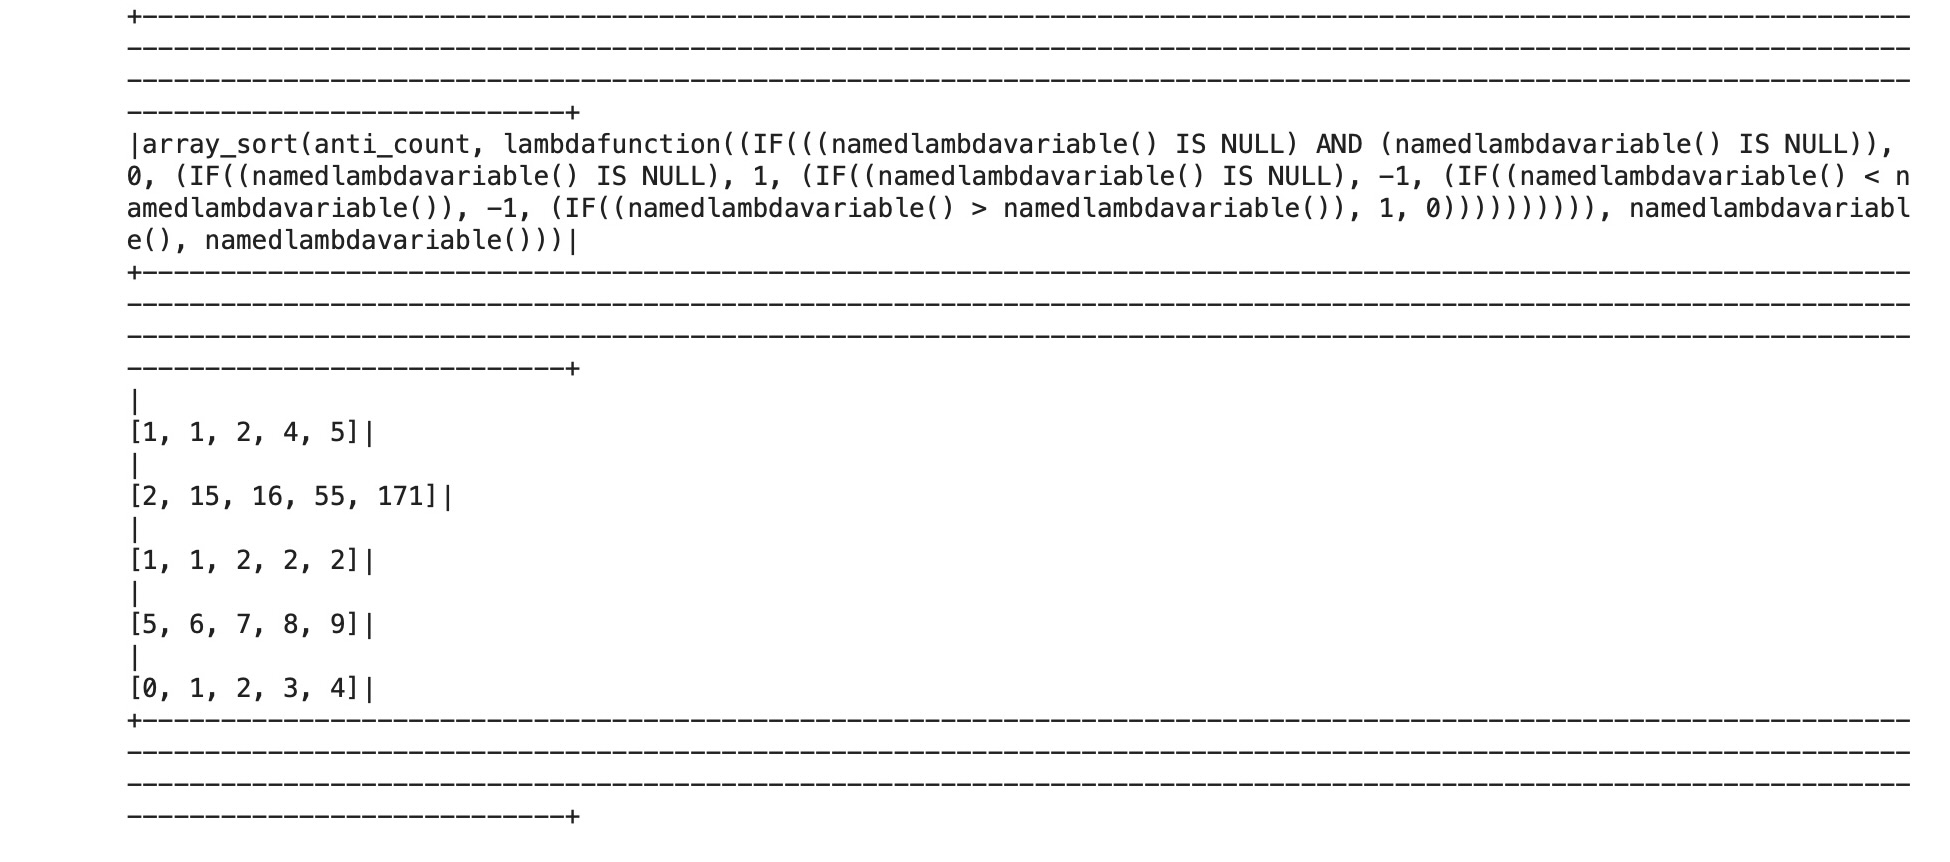 +------------------------------------------------------------------------------------------------------------------
------------------------------------------------------------------------------------------------------------------
------------------------------------------------------------------------------------------------------------------
----------------------------+
|array_sort(anti_count, lambdafunction((IF(((namedlambdavariable() IS NULL) AND (namedlambdavariable() IS NULL)),
0, (IF((namedlambdavariable() IS NULL), 1, (IF((namedlambdavariable() IS NULL), -1, (IF((namedlambdavariable() < n
amedlambdavariable()), -1, (IF((namedlambdavariable() > namedlambdavariable()), 1, 0)))))))))), namedlambdavariabl
e(), namedlambdavariable()))|
+------------------------------------------------------------------------------------------------------------------
------------------------------------------------------------------------------------------------------------------
------------------------------------------------------------------------------------------------------------------
----------------------------+
|
[1, 1, 2, 4, 5]|
|
[2, 15, 16, 55, 171]|
|
[1, 1, 2, 2, 2]|
|
[5, 6, 7, 8, 9]|
|
[0, 1, 2, 3, 4]|
+------------------------------------------------------------------------------------------------------------------
------------------------------------------------------------------------------------------------------------------
------------------------------------------------------------------------------------------------------------------
----------------------------+